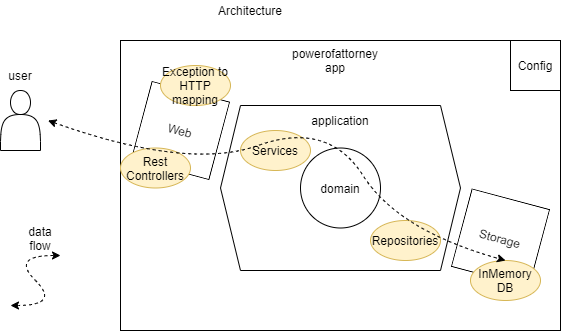 Architecture
powerofattorney
app
Config
user
Exception to
HTTP
mapping
Web
application
Services
Rest
Controllers
domain
data
flow
Repositories
Storage
InMemory
DB